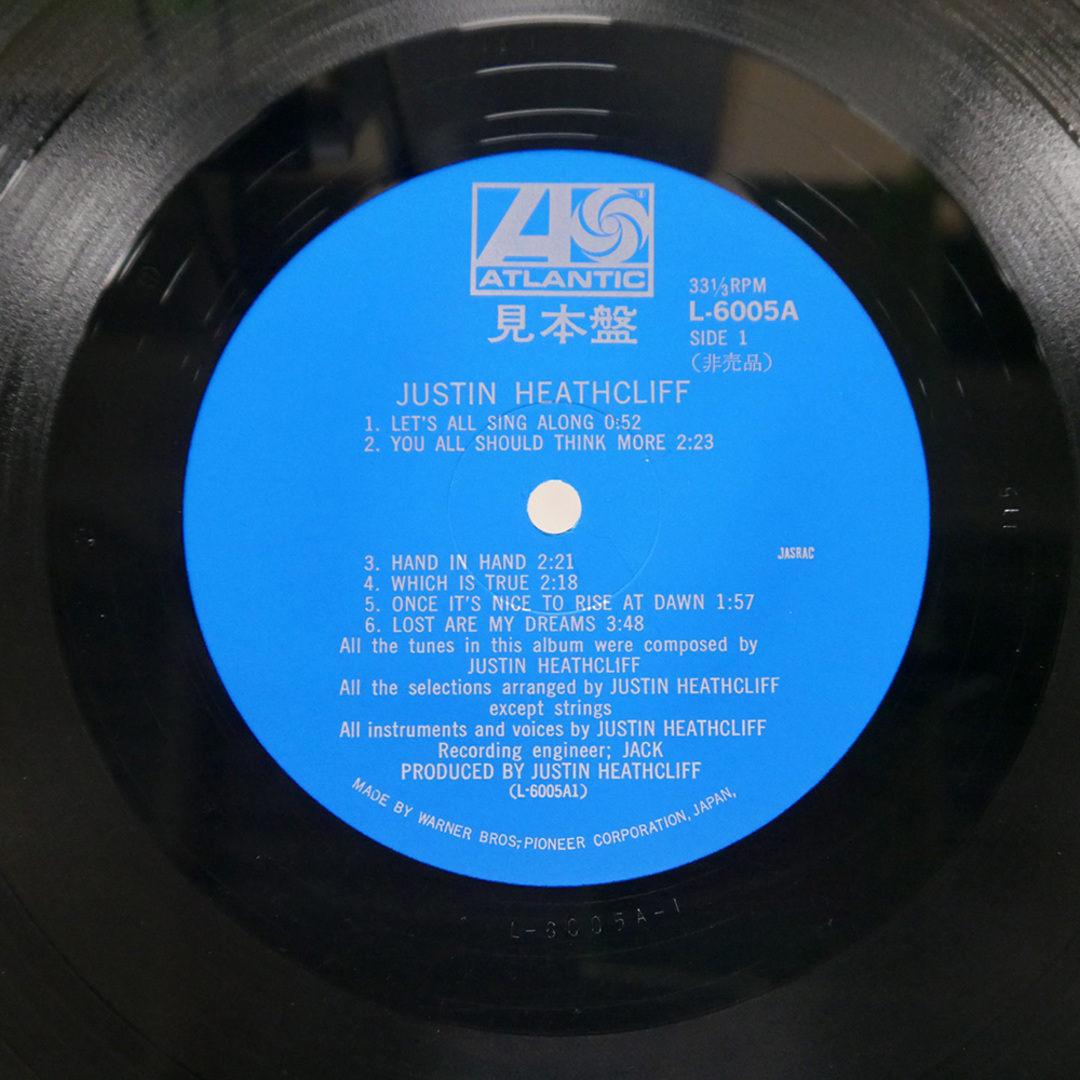 ATLANTIC
見本盤
33 1/3 RPM
L-6005A
SIDE 1
(非売品)
JUSTIN HEATHCLIFF
1. LET'S ALL SING ALONG 0:52
2. YOU ALL SHOULD THINK MORE 2:23
3. HAND IN HAND 2:21
JASRAC
4. WHICH IS TRUE 2:18
5. ONCE IT'S NICE TO RISE AT DAWN 1:57
6. LOST ARE MY DREAMS 3:48
All the tunes in this album were composed by
JUSTIN HEATHCLIFF
All the selections arranged by JUSTIN HEATHCLIFF
except strings
All instruments and voices by JUSTIN HEATHCLIFF
Recording engineer; JACK
PRODUCED BY JUSTIN HEATHCLIFF
(L-6005A1)
MADE BY WARNER BROS,-PIONEER CORPORATION, JAPAN,
L-6005A-1